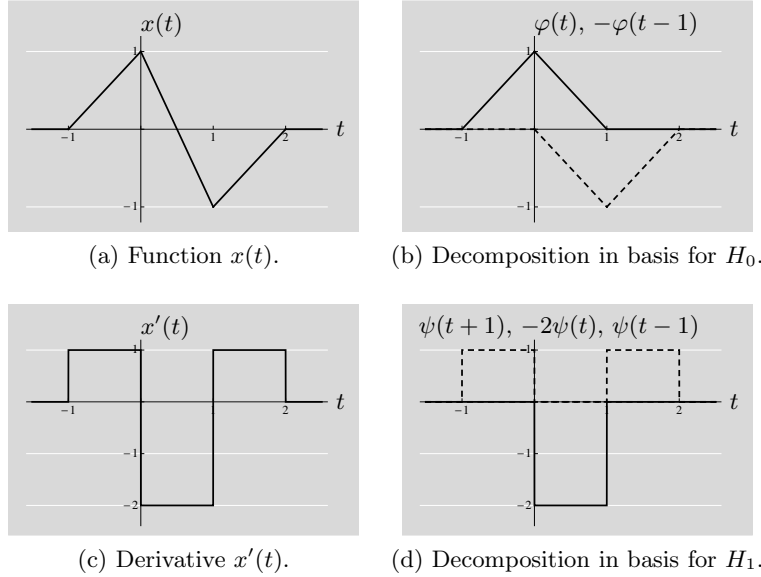 x(t)
1
-1
1
2
t
-1
(a) Function x(t).
φ(t), −φ(t − 1)
1
-1
1
2
t
-1
(b) Decomposition in basis for H₀.
x′(t)
1
-1
1
2
t
-1
-2
(c) Derivative x′(t).
ψ(t+1), −2ψ(t), ψ(t−1)
1
-1
1
2
t
-1
-2
(d) Decomposition in basis for H₁.